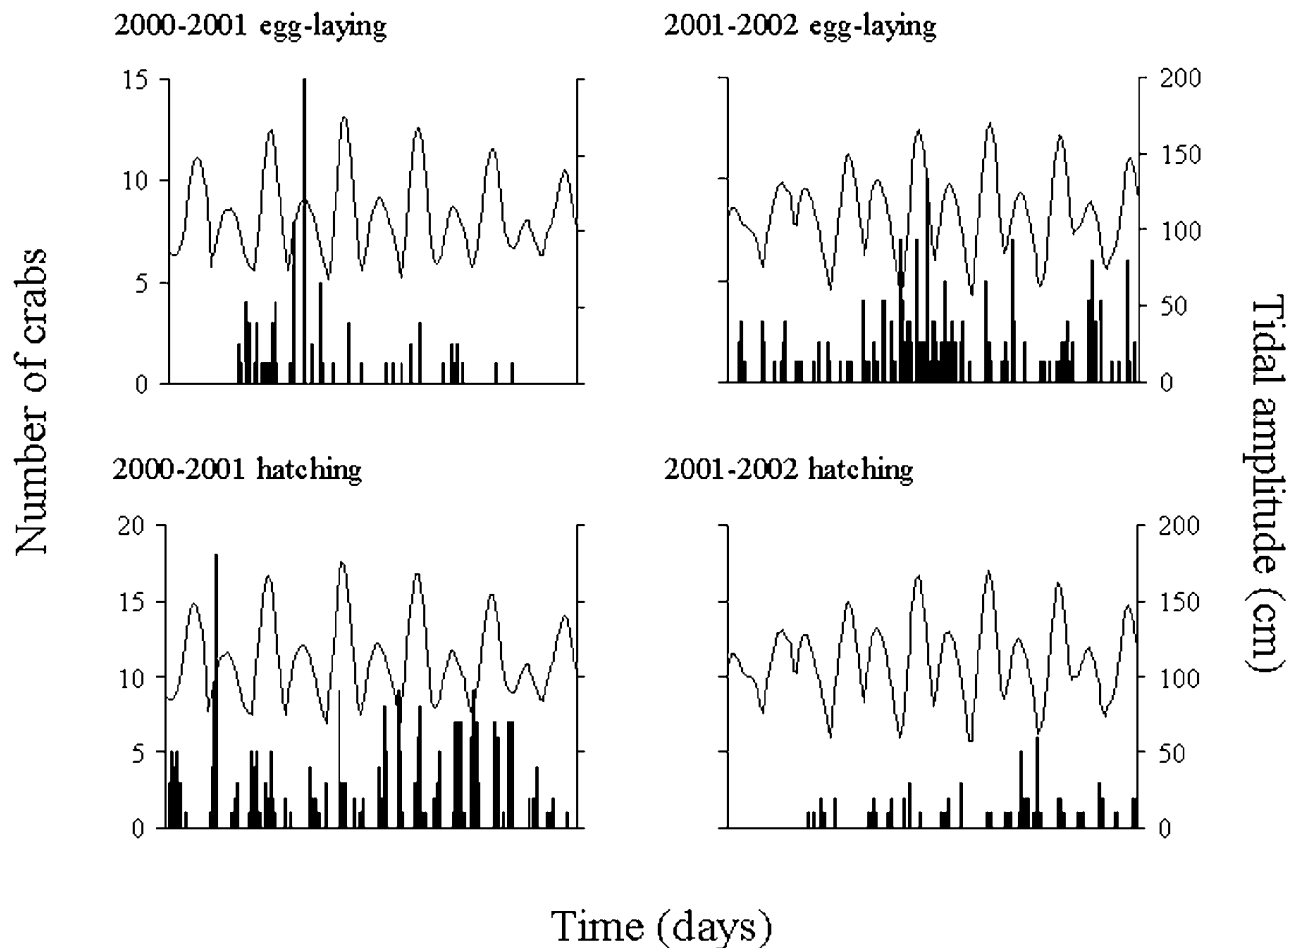 2000-2001 egg-laying
2001-2002 egg-laying
15
10
5
0
200
150
100
50
0
Number of crabs
Tidal amplitude (cm)
2000-2001 hatching
2001-2002 hatching
20
15
10
5
0
200
150
100
50
0
Time (days)